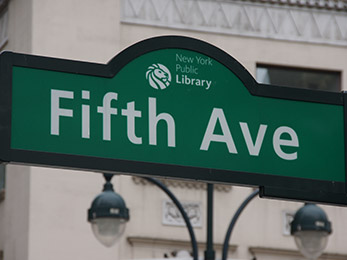 New York
Public
Library
Fifth Ave